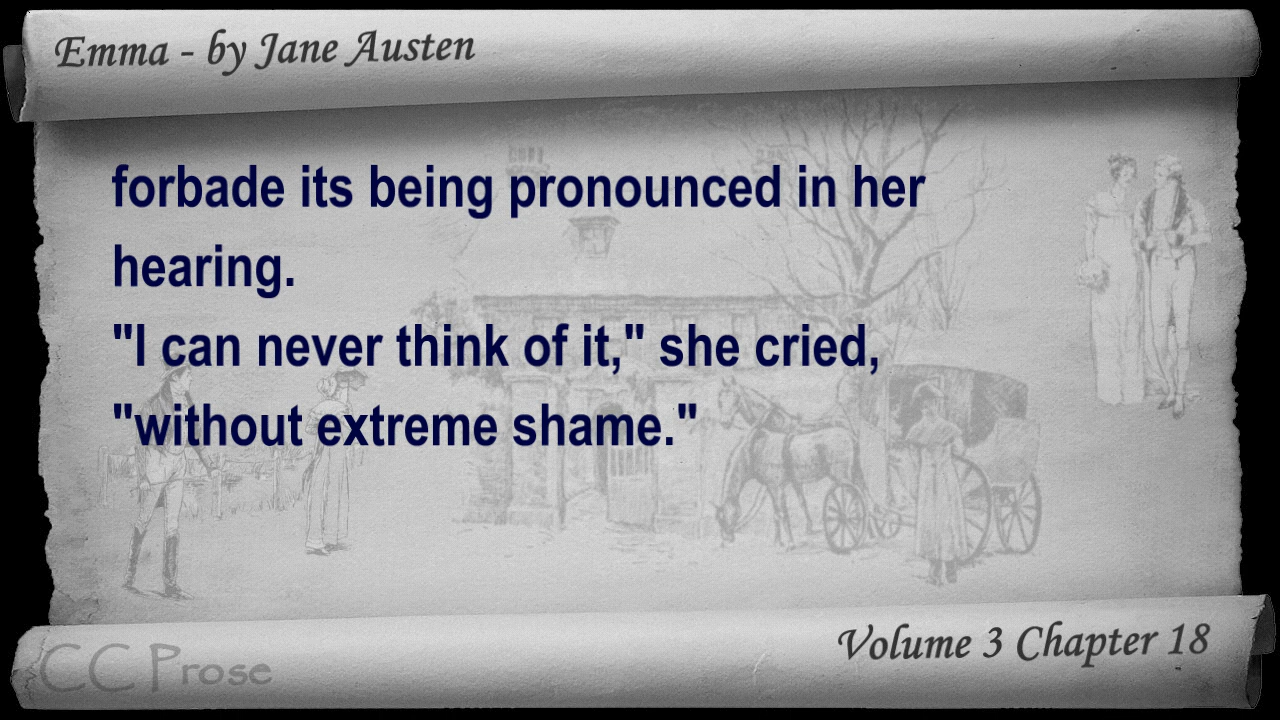 Emma - by Jane Austen
forbade its being pronounced in her
hearing.
"I can never think of it," she cried,
"without extreme shame."
Volume 3 Chapter 18
CC Prose